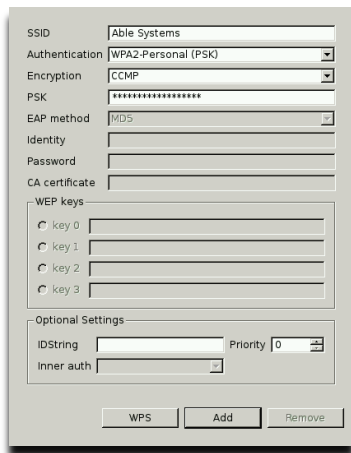 SSID Able Systems
Authentication WPA2-Personal (PSK)
Encryption CCMP
PSK ******************
EAP method MD5
Identity
Password
CA certificate
WEP keys
key 0
key 1
key 2
key 3
Optional Settings
IDString Priority 0
Inner auth
WPS Add Remove